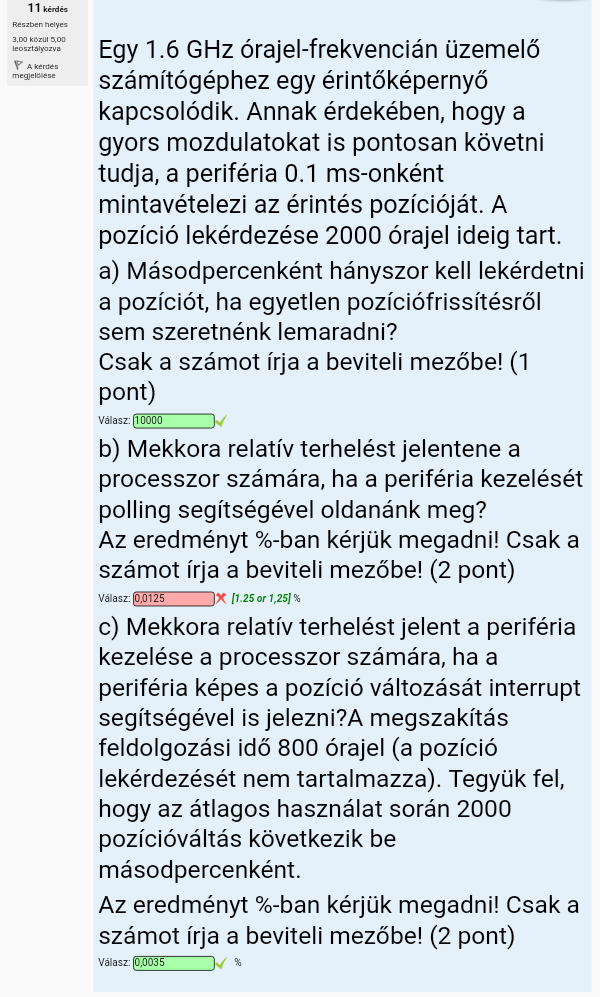 11 kérdés
Részben helyes
3,00 közül 5,00
leosztályozva
A kérdés
megjelölése
Egy 1.6 GHz órajel-frekvencián üzemelő
számítógéphez egy érintőképernyő
kapcsolódik. Annak érdekében, hogy a
gyors mozdulatokat is pontosan követni
tudja, a periféria 0.1 ms-onként
mintavételezi az érintés pozícióját. A
pozíció lekérdezése 2000 órajel ideig tart.
a) Másodpercenként hányszor kell lekérdetni
a pozíciót, ha egyetlen pozíciófrissítésről
sem szeretnénk lemaradni?
Csak a számot írja a beviteli mezőbe! (1
pont)
Válasz: 10000
b) Mekkora relatív terhelést jelentene a
processzor számára, ha a periféria kezelését
polling segítségével oldanánk meg?
Az eredményt %-ban kérjük megadni! Csak a
számot írja a beviteli mezőbe! (2 pont)
Válasz: 0,0125 [1.25 or 1,25] %
c) Mekkora relatív terhelést jelent a periféria
kezelése a processzor számára, ha a
periféria képes a pozíció változását interrupt
segítségével is jelezni?A megszakítás
feldolgozási idő 800 órajel (a pozíció
lekérdezését nem tartalmazza). Tegyük fel,
hogy az átlagos használat során 2000
pozícióváltás következik be
másodpercenként.
Az eredményt %-ban kérjük megadni! Csak a
számot írja a beviteli mezőbe! (2 pont)
Válasz: 0,0035 %